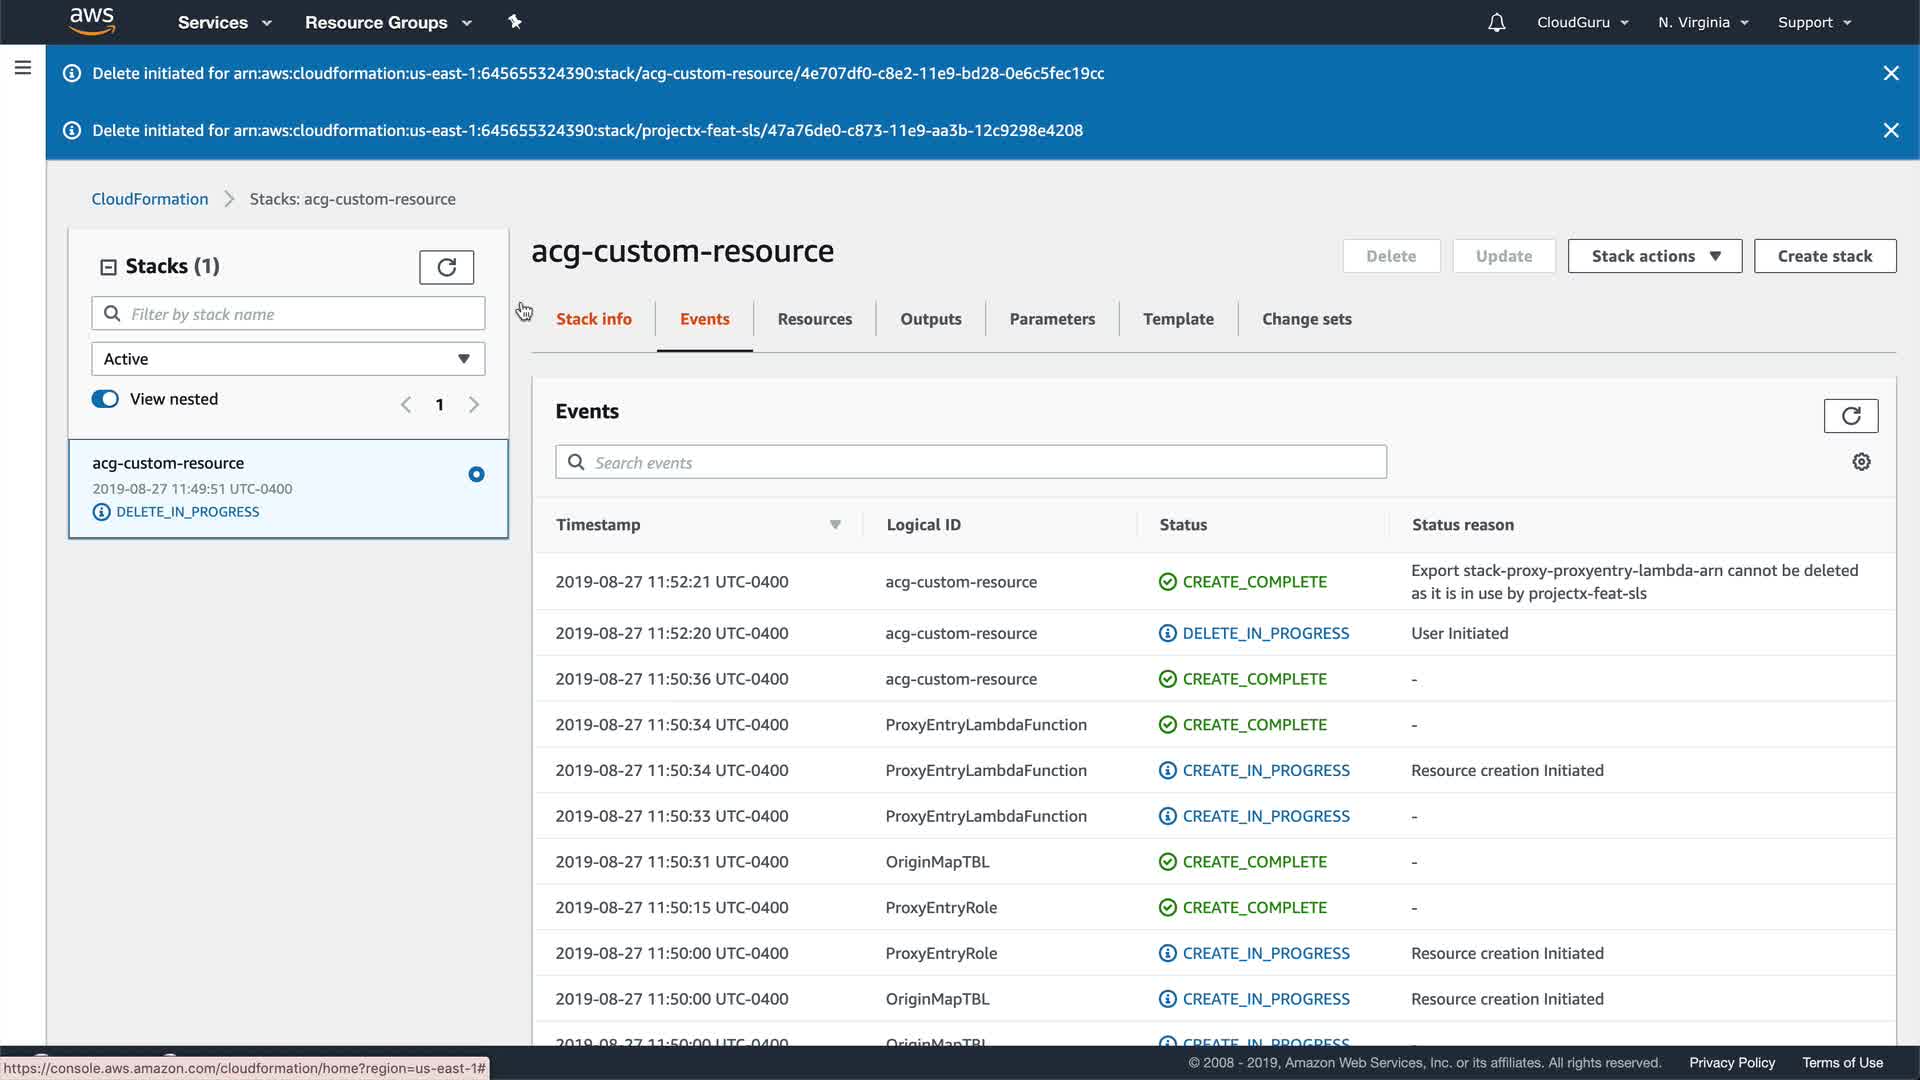 aws
Services
Resource Groups
CloudGuru
N. Virginia
Support
Delete initiated for arn:aws:cloudformation:us-east-1:645655324390:stack/acg-custom-resource/4e707df0-c8e2-11e9-bd28-0e6c5fec19cc
Delete initiated for arn:aws:cloudformation:us-east-1:645655324390:stack/projectx-feat-sls/47a76de0-c873-11e9-aa3b-12c9298e4208
CloudFormation
Stacks: acg-custom-resource
Stacks (1)
Filter by stack name
Active
View nested
1
acg-custom-resource
2019-08-27 11:49:51 UTC-0400
DELETE_IN_PROGRESS
acg-custom-resource
Delete
Update
Stack actions
Create stack
Stack info
Events
Resources
Outputs
Parameters
Template
Change sets
Events
Search events
Timestamp Logical ID Status Status reason
2019-08-27 11:52:21 UTC-0400 acg-custom-resource CREATE_COMPLETE Export stack-proxy-proxyentry-lambda-arn cannot be deleted
as it is in use by projectx-feat-sls
2019-08-27 11:52:20 UTC-0400 acg-custom-resource DELETE_IN_PROGRESS User Initiated
2019-08-27 11:50:36 UTC-0400 acg-custom-resource CREATE_COMPLETE -
2019-08-27 11:50:34 UTC-0400 ProxyEntryLambdaFunction CREATE_COMPLETE -
2019-08-27 11:50:34 UTC-0400 ProxyEntryLambdaFunction CREATE_IN_PROGRESS Resource creation Initiated
2019-08-27 11:50:33 UTC-0400 ProxyEntryLambdaFunction CREATE_IN_PROGRESS -
2019-08-27 11:50:31 UTC-0400 OriginMapTBL CREATE_COMPLETE -
2019-08-27 11:50:15 UTC-0400 ProxyEntryRole CREATE_COMPLETE -
2019-08-27 11:50:00 UTC-0400 ProxyEntryRole CREATE_IN_PROGRESS Resource creation Initiated
2019-08-27 11:50:00 UTC-0400 OriginMapTBL CREATE_IN_PROGRESS Resource creation Initiated
2019-08-27 11:50:00 UTC-0400 OriginMapTBL CREATE_IN_PROGRESS
https://console.aws.amazon.com/cloudformation/home?region=us-east-1#
© 2008 - 2019, Amazon Web Services, Inc. or its affiliates. All rights reserved.
Privacy Policy
Terms of Use